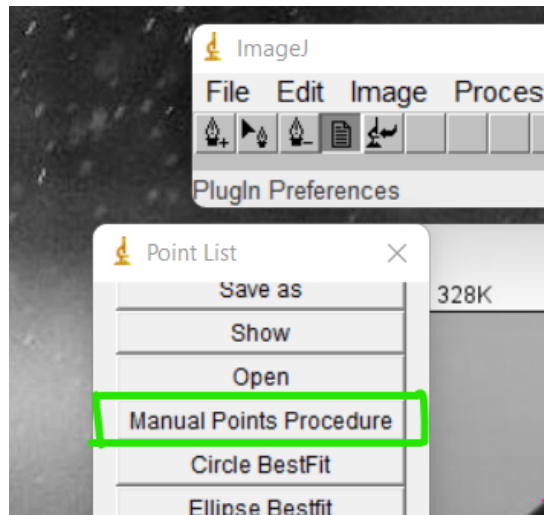 ImageJ
File Edit Image Proces
PlugIn Preferences
Point List
Save as
328K
Show
Open
Manual Points Procedure
Circle BestFit
Ellipse Bestfit